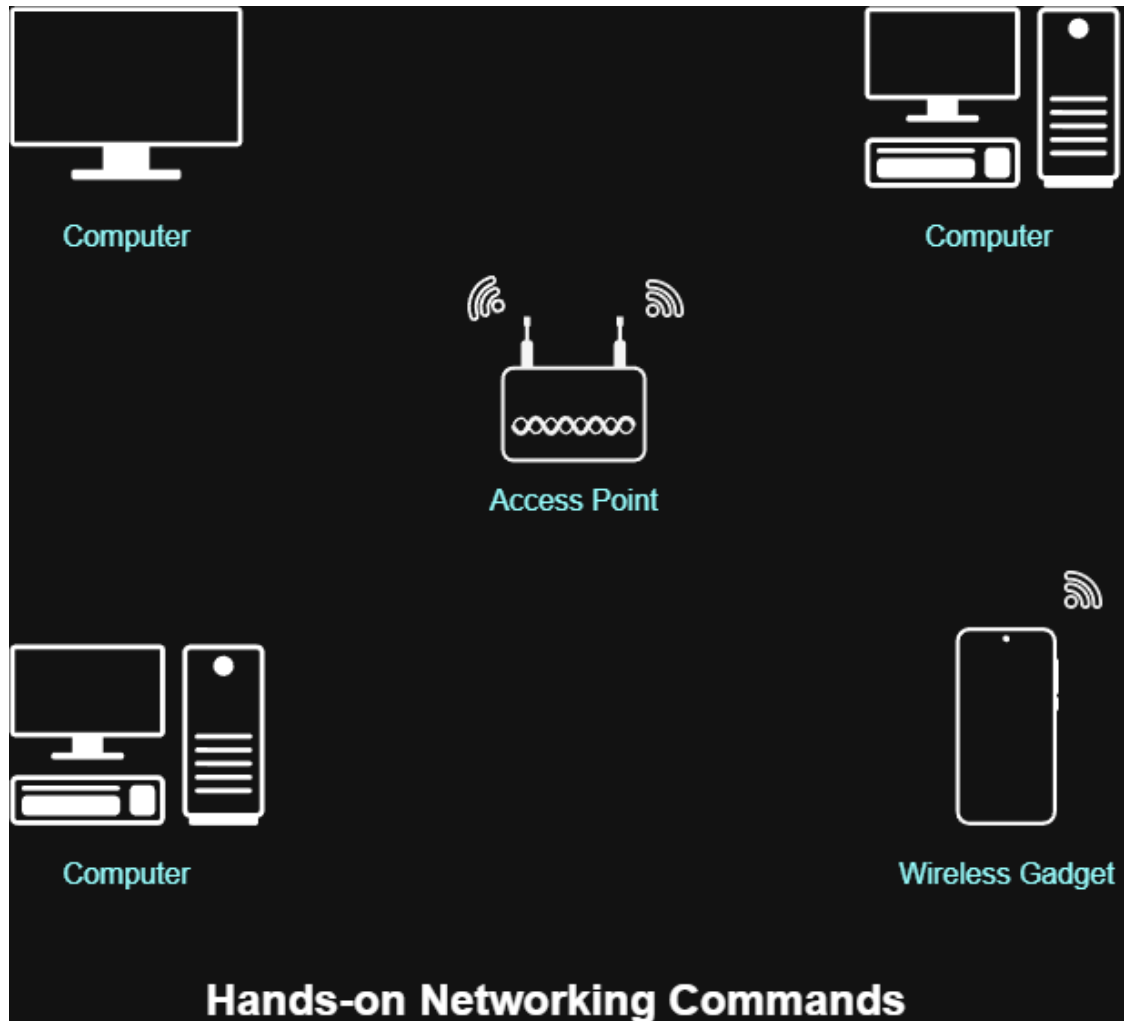 Computer
Computer
Access Point
Computer
Wireless Gadget
Hands-on Networking Commands